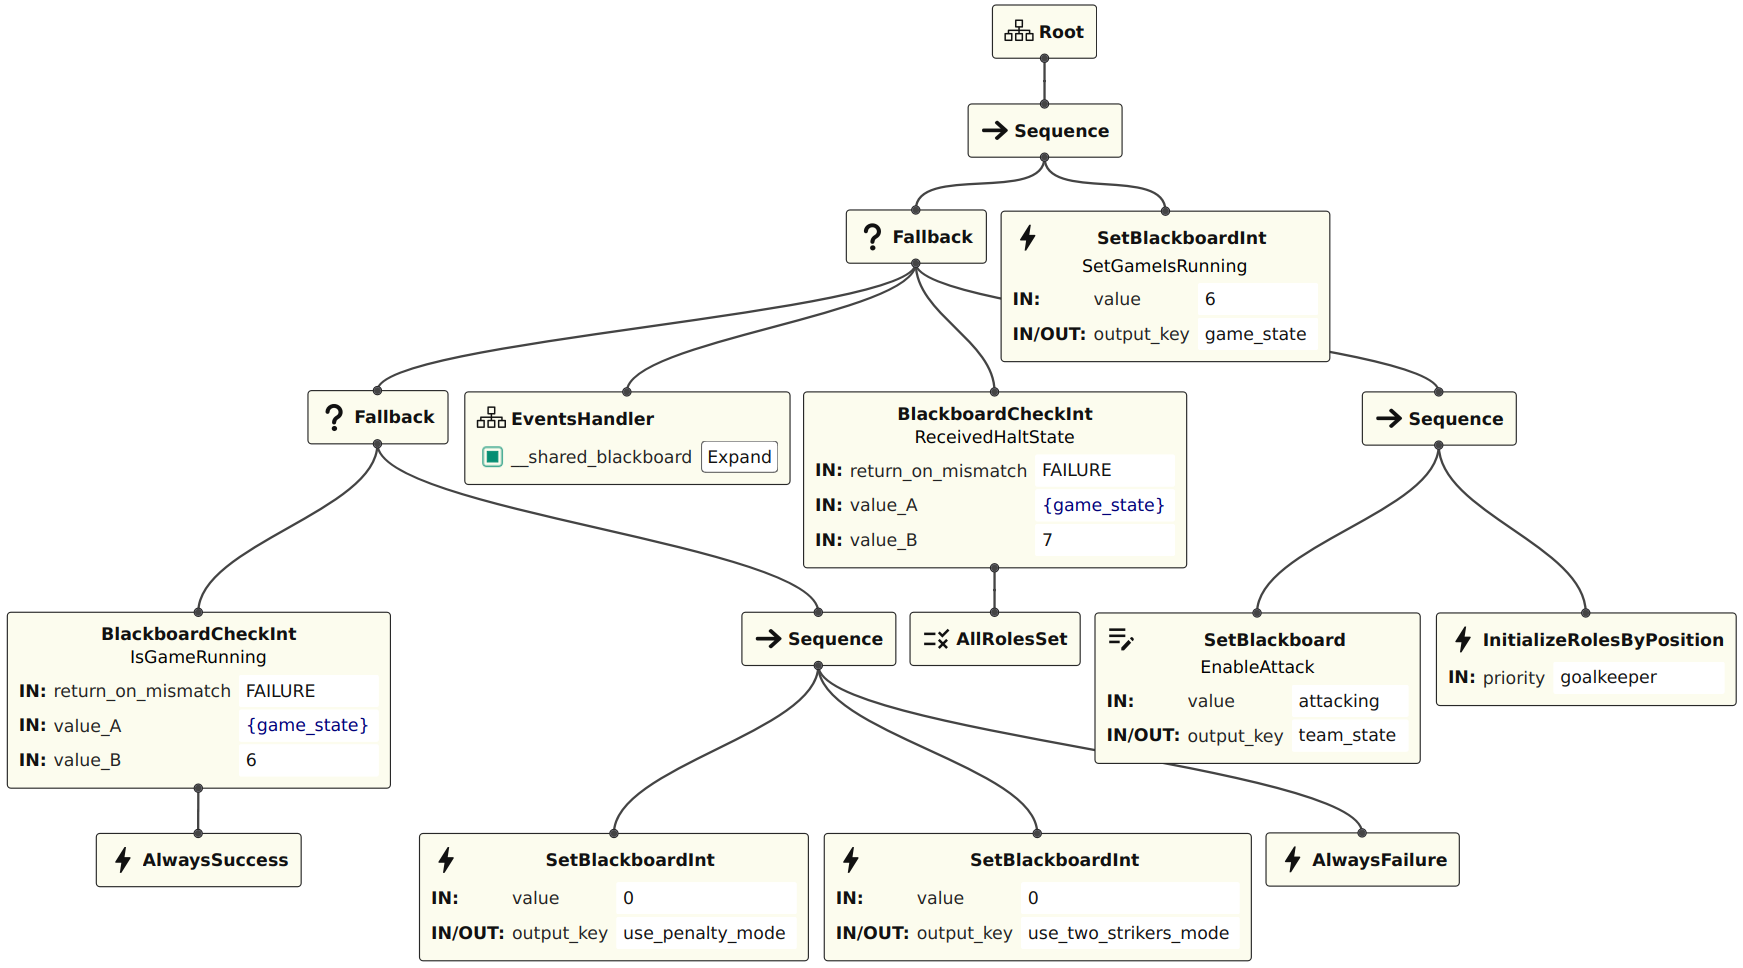 Root
Sequence
Fallback
SetBlackboardInt
SetGameIsRunning
IN: value 6
IN/OUT: output_key game_state
Fallback
EventsHandler
__shared_blackboard Expand
BlackboardCheckInt
ReceivedHaltState
IN: return_on_mismatch FAILURE
IN: value_A {game_state}
IN: value_B 7
Sequence
BlackboardCheckInt
IsGameRunning
IN: return_on_mismatch FAILURE
IN: value_A {game_state}
IN: value_B 6
Sequence
AllRolesSet
SetBlackboard
EnableAttack
IN: value attacking
IN/OUT: output_key team_state
InitializeRolesByPosition
IN: priority goalkeeper
AlwaysSuccess
SetBlackboardInt
IN: value 0
IN/OUT: output_key use_penalty_mode
SetBlackboardInt
IN: value 0
IN/OUT: output_key use_two_strikers_mode
AlwaysFailure